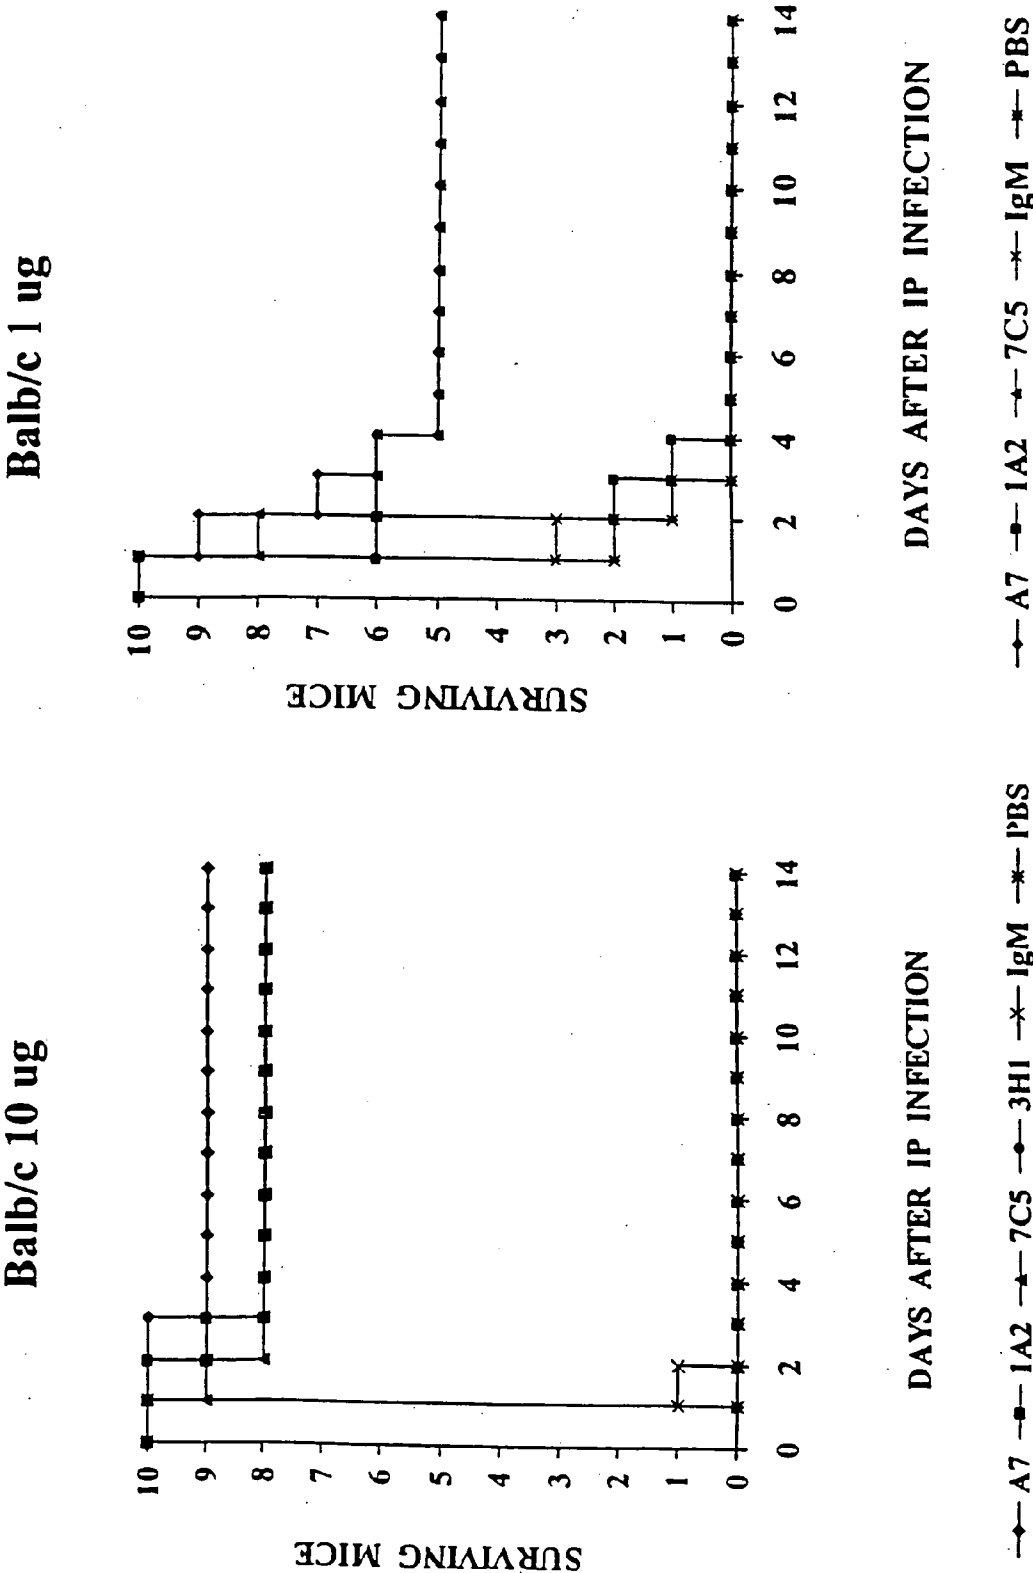 Balb/c 10 ug
SURVIVING MICE
10
9
8
7
6
5
4
3
2
1
0
0 2 4 6 8 10 12 14
DAYS AFTER IP INFECTION
A7 1A2 7C5 3H1 IgM PBS
Balb/c 1 ug
SURVIVING MICE
10
9
8
7
6
5
4
3
2
1
0
0 2 4 6 8 10 12 14
DAYS AFTER IP INFECTION
A7 1A2 7C5 IgM PBS